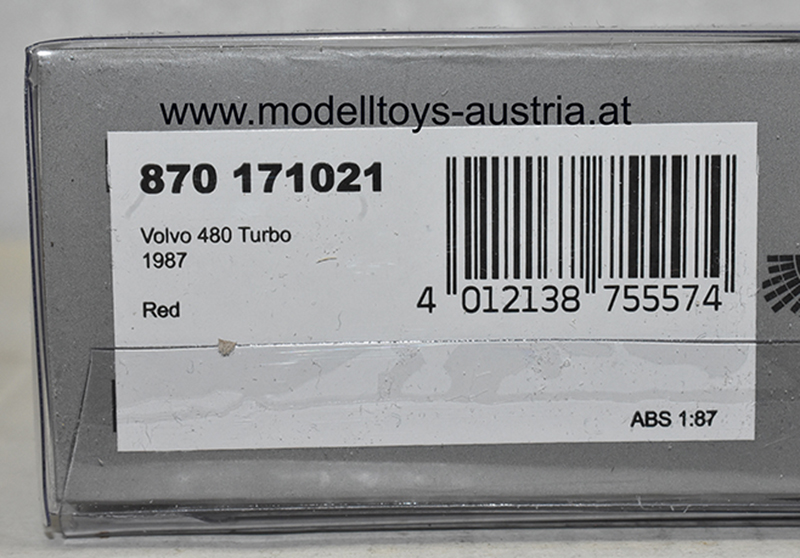 www.modelltoys-austria.at
870 171021
Volvo 480 Turbo
1987
Red
4 012138 755574
ABS 1:87